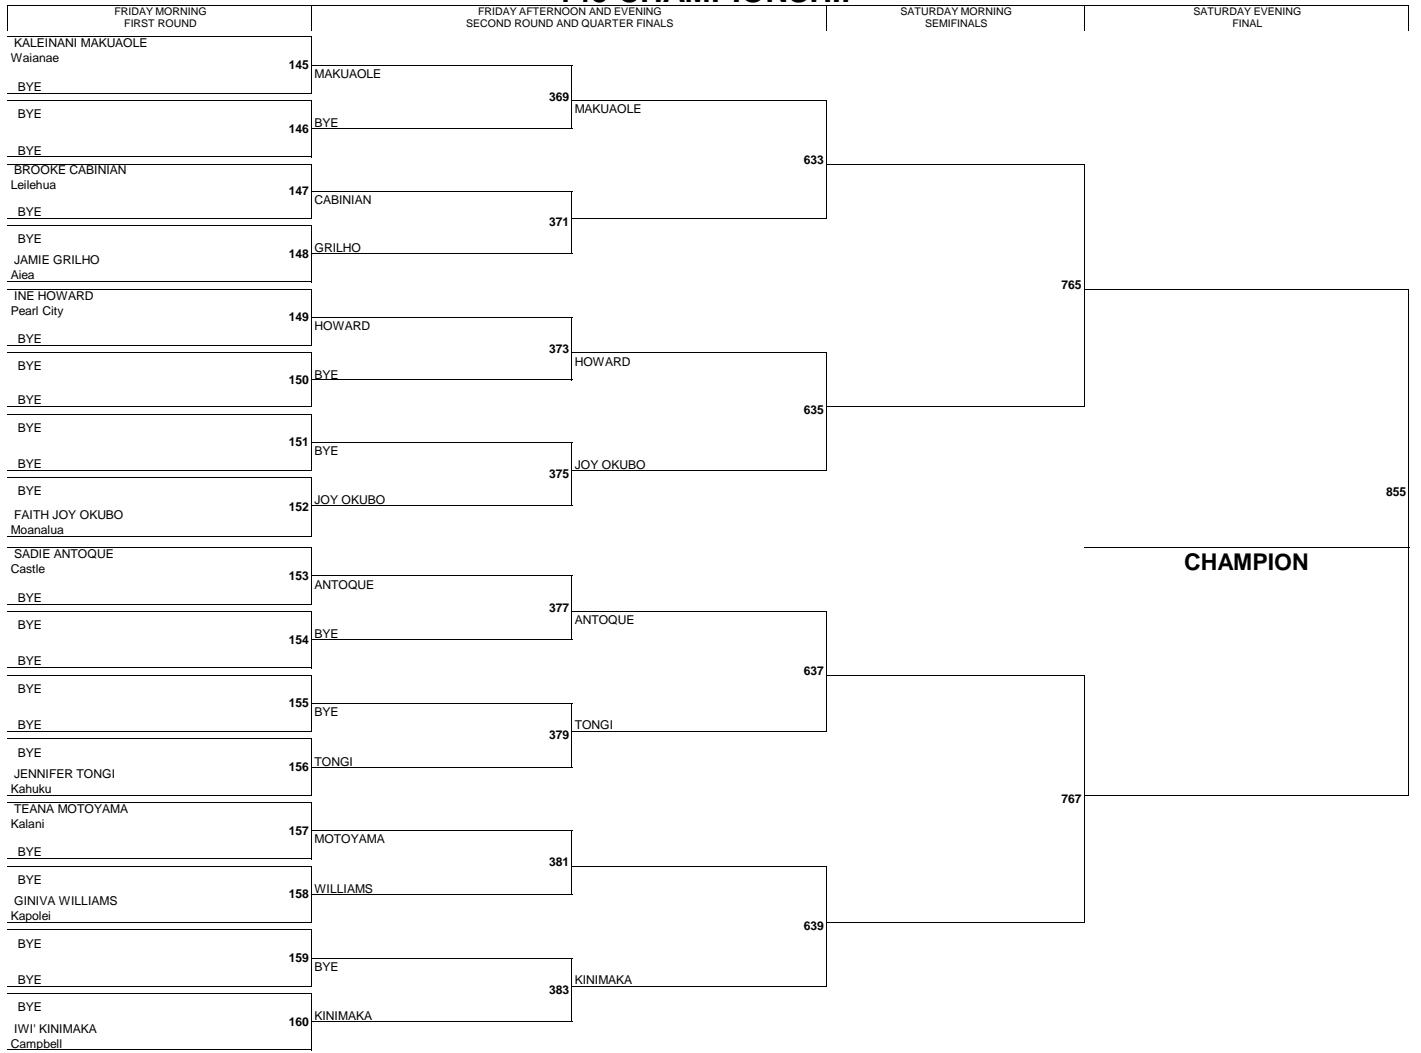 FRIDAY MORNING
FIRST ROUND
FRIDAY AFTERNOON AND EVENING
SECOND ROUND AND QUARTER FINALS
SATURDAY MORNING
SEMIFINALS
SATURDAY EVENING
FINAL
KALEINANI MAKUAOLE
Waianae
145
BYE
MAKUAOLE
369
MAKUAOLE
BYE
146
BYE
BYE
633
BROOKE CABINIAN
Leilehua
147
BYE
CABINIAN
371
BYE
148
GRILHO
JAMIE GRILHO
Aiea
765
INE HOWARD
Pearl City
149
BYE
HOWARD
373
HOWARD
BYE
150
BYE
BYE
635
BYE
151
BYE
BYE
375
JOY OKUBO
BYE
152
JOY OKUBO
FAITH JOY OKUBO
Moanalua
855
SADIE ANTOQUE
Castle
153
BYE
ANTOQUE
CHAMPION
377
ANTOQUE
BYE
154
BYE
BYE
637
BYE
155
BYE
BYE
379
TONGI
BYE
156
TONGI
JENNIFER TONGI
Kahuku
767
TEANA MOTOYAMA
Kalani
157
BYE
MOTOYAMA
381
BYE
158
WILLIAMS
GINIVA WILLIAMS
Kapolei
639
BYE
159
BYE
BYE
383
KINIMAKA
BYE
160
KINIMAKA
IWI' KINIMAKA
Campbell